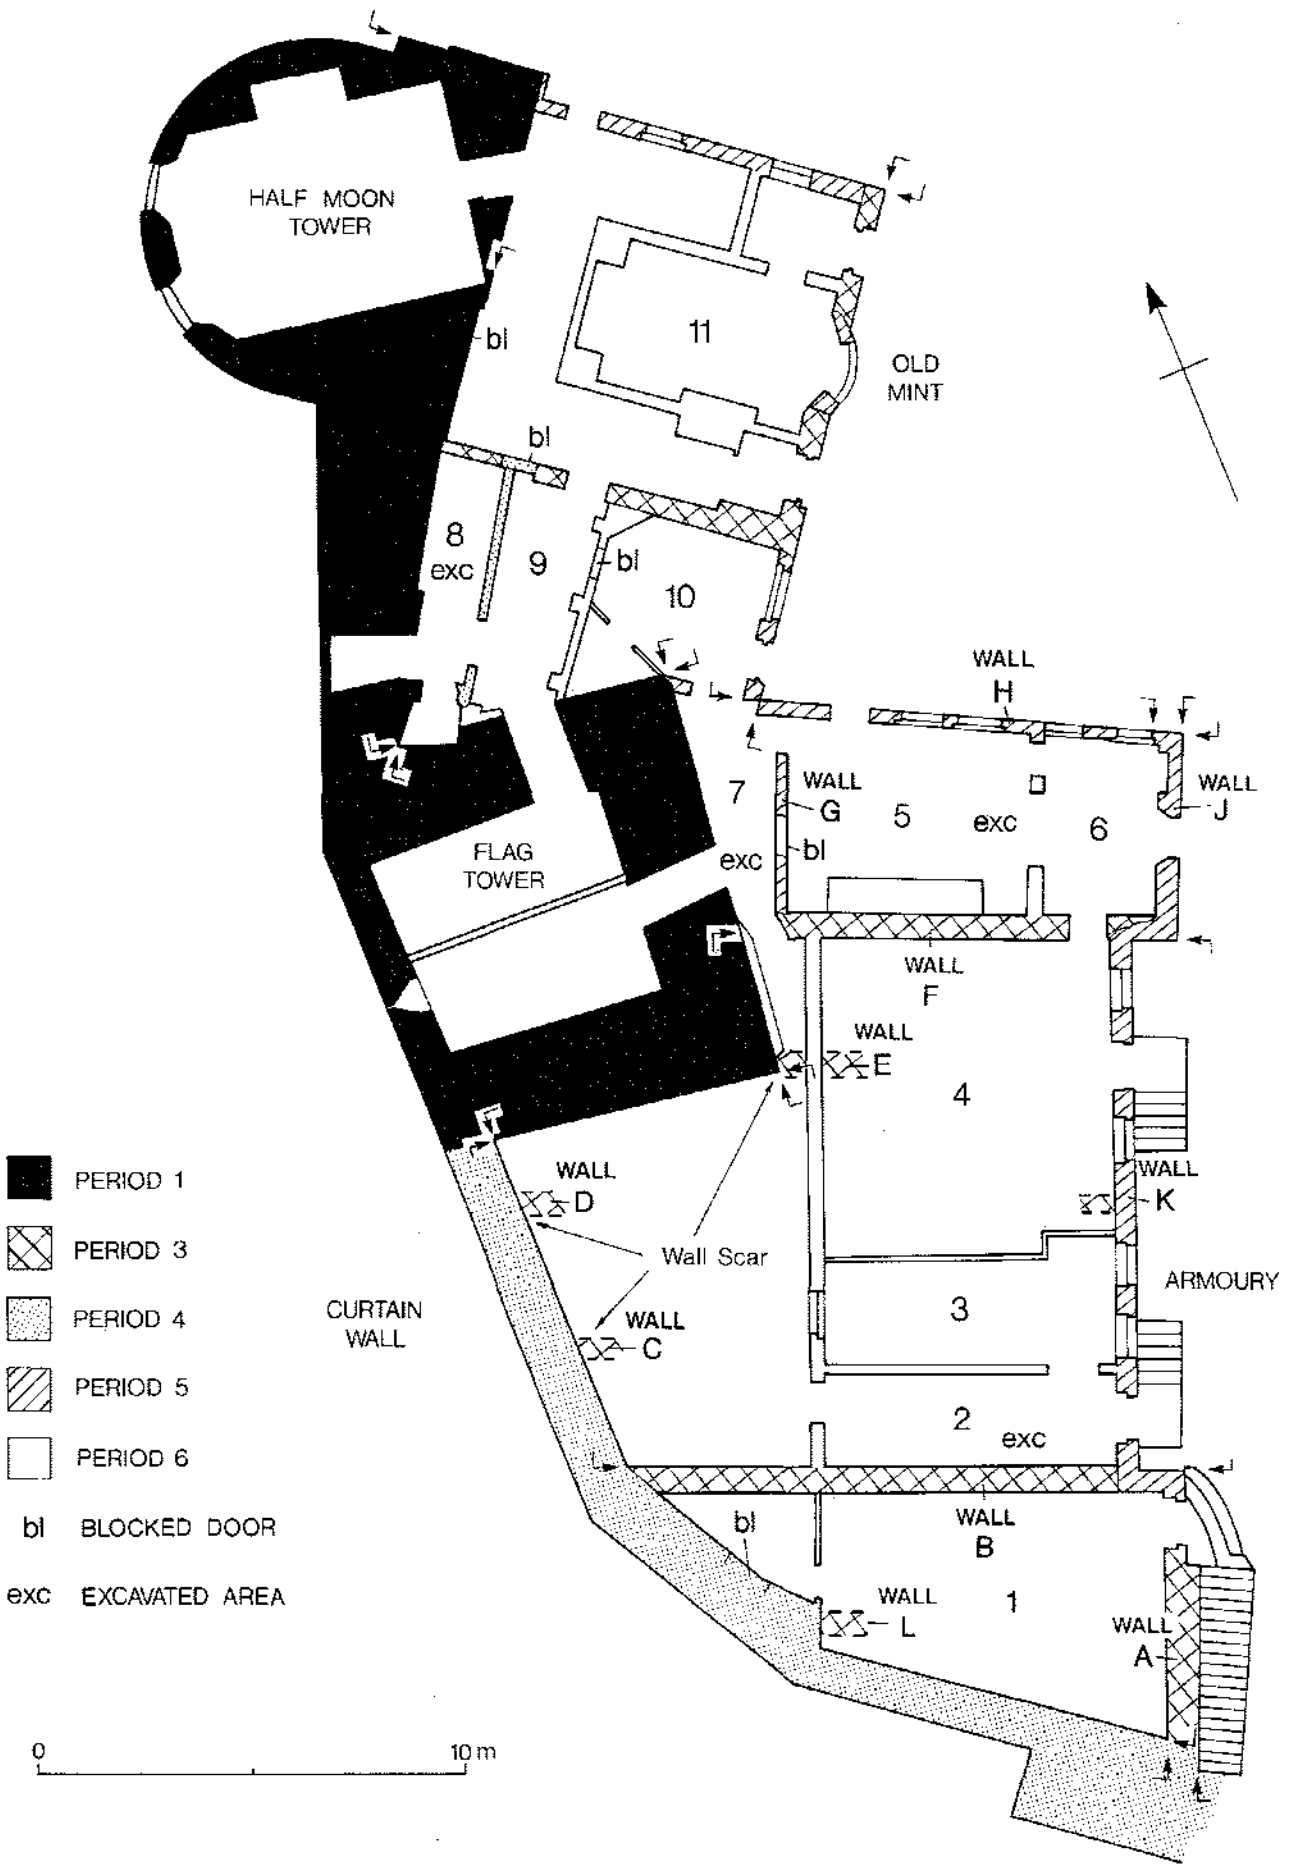 HALF MOON
TOWER
bl
11
OLD
MINT
bl
8
exc
9
bl
10
WALL
H
7
WALL
G
5
exc
6
WALL
J
exc
bl
FLAG
TOWER
WALL
F
WALL
E
4
PERIOD 1
WALL
D
WALL
K
PERIOD 3
Wall Scar
ARMOURY
PERIOD 4
CURTAIN
WALL
3
WALL
C
PERIOD 5
2
exc
PERIOD 6
bl
WALL
B
bl BLOCKED DOOR
exc EXCAVATED AREA
1
WALL
L
WALL
A
0 10 m